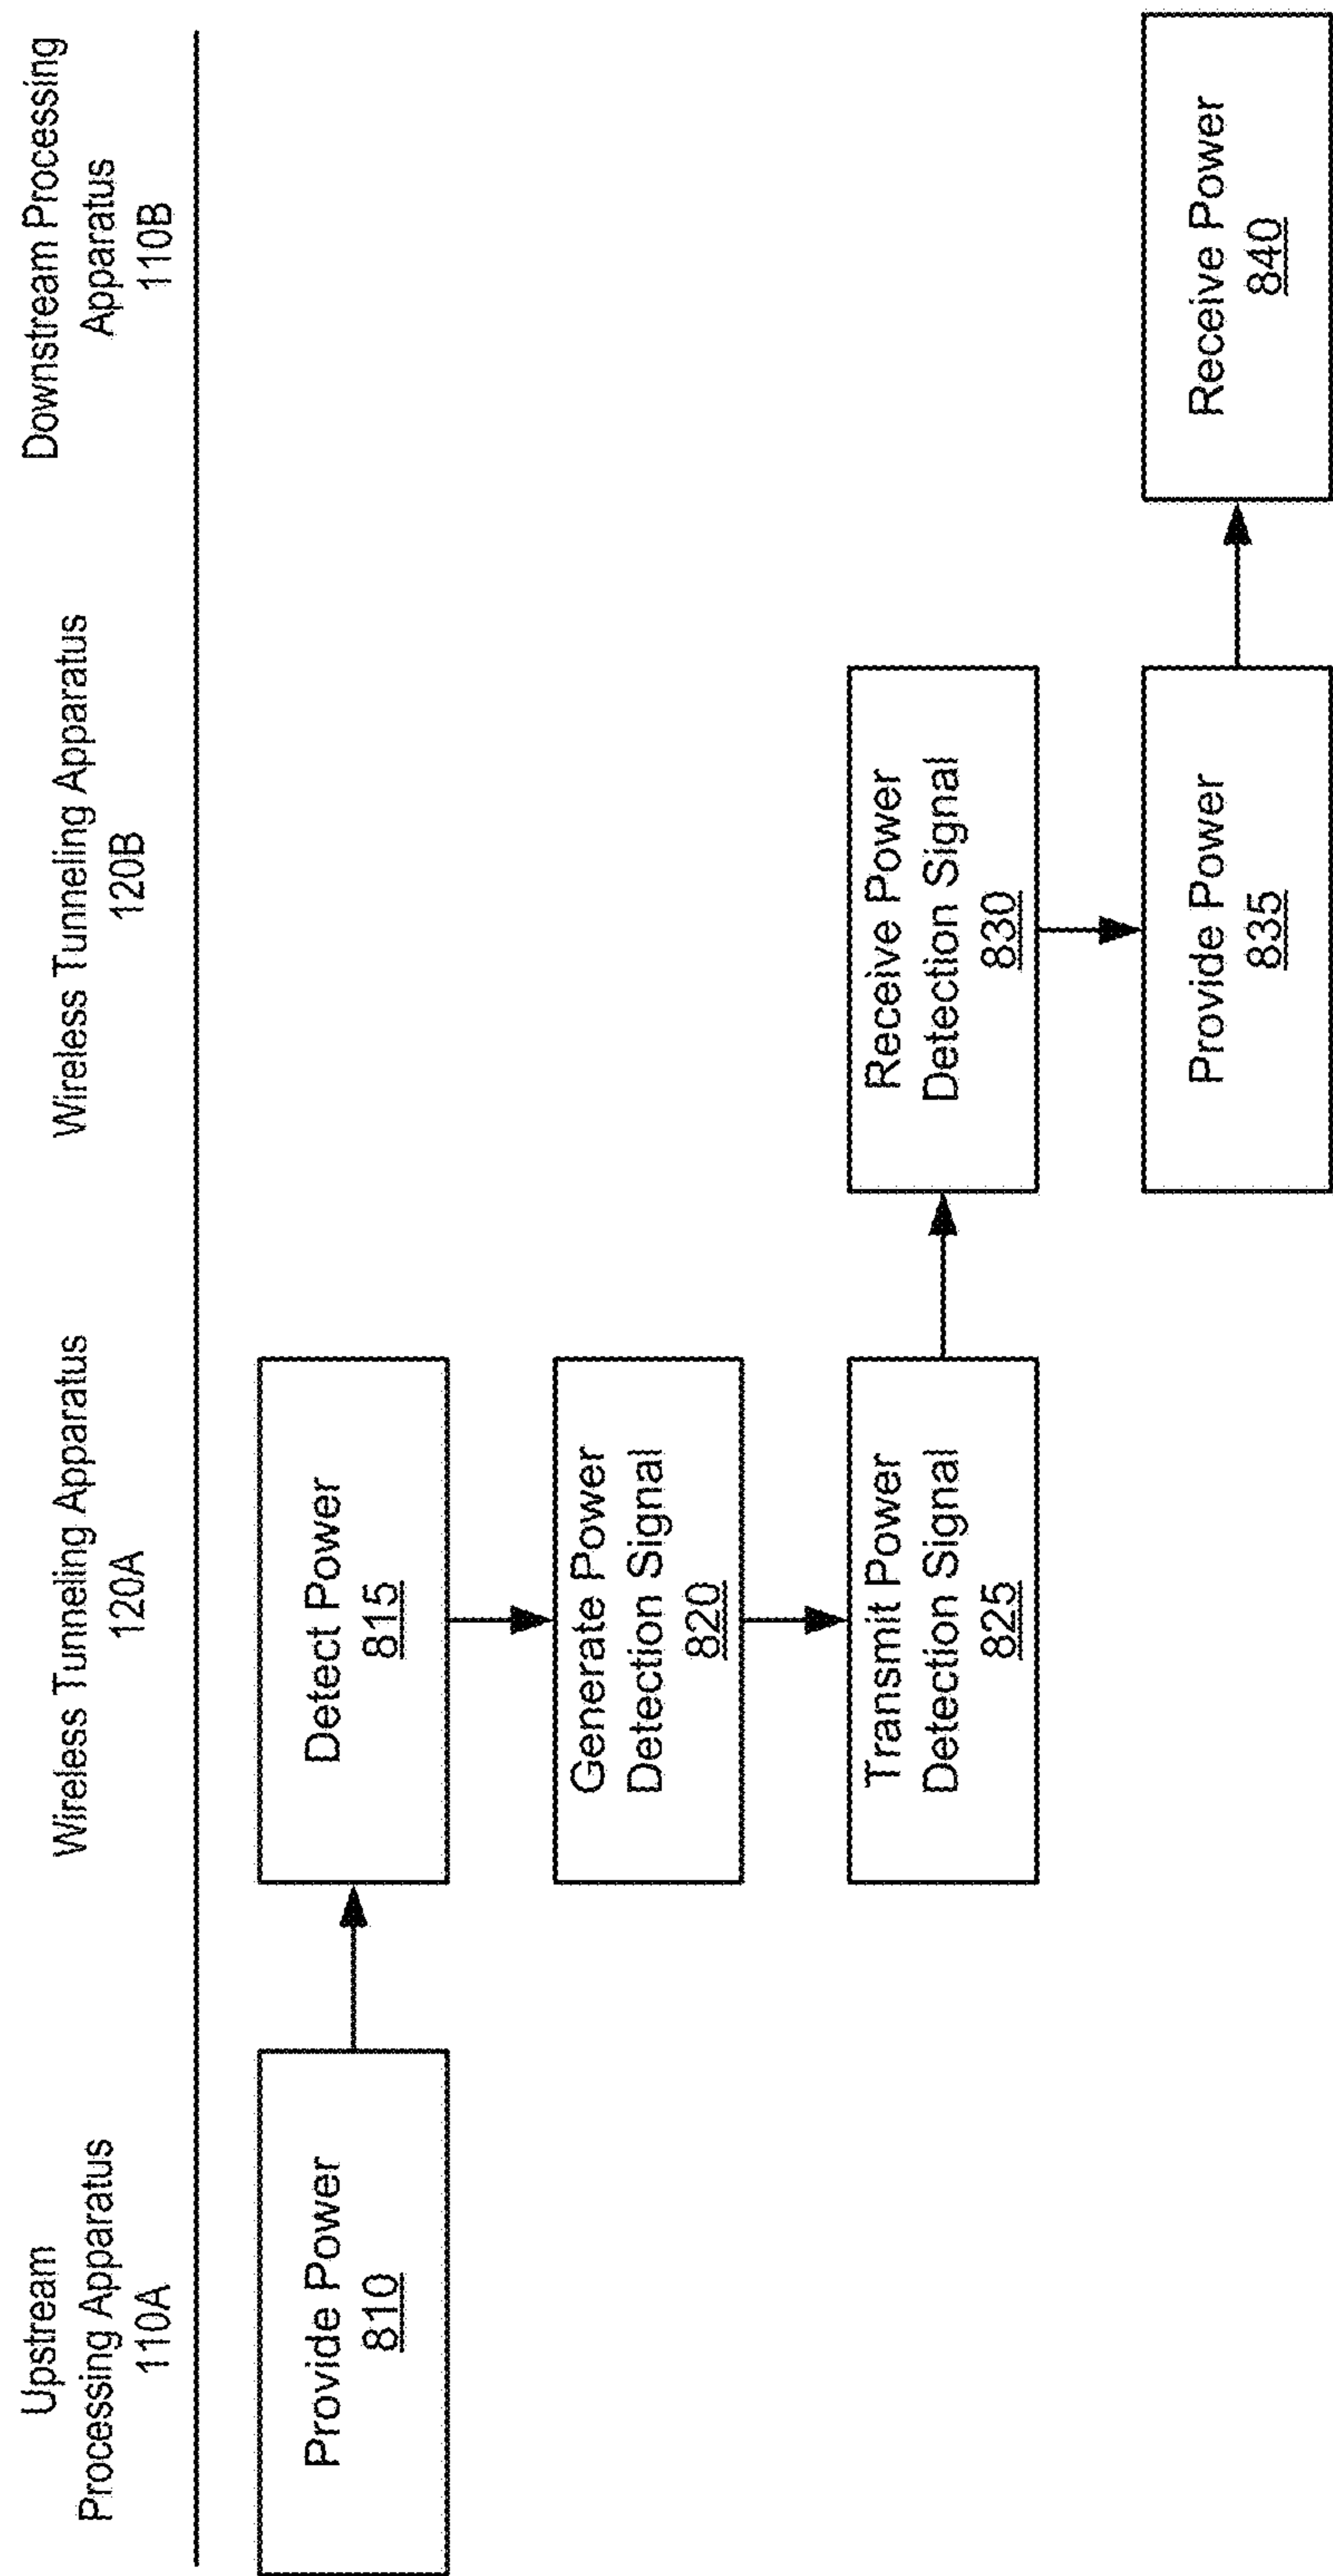 Upstream
Processing Apparatus
110A
Wireless Tunneling Apparatus
120A
Wireless Tunneling Apparatus
120B
Downstream Processing
Apparatus
110B
Provide Power
810
Detect Power
815
Generate Power
Detection Signal
820
Transmit Power
Detection Signal
825
Receive Power
Detection Signal
830
Provide Power
835
Receive Power
840